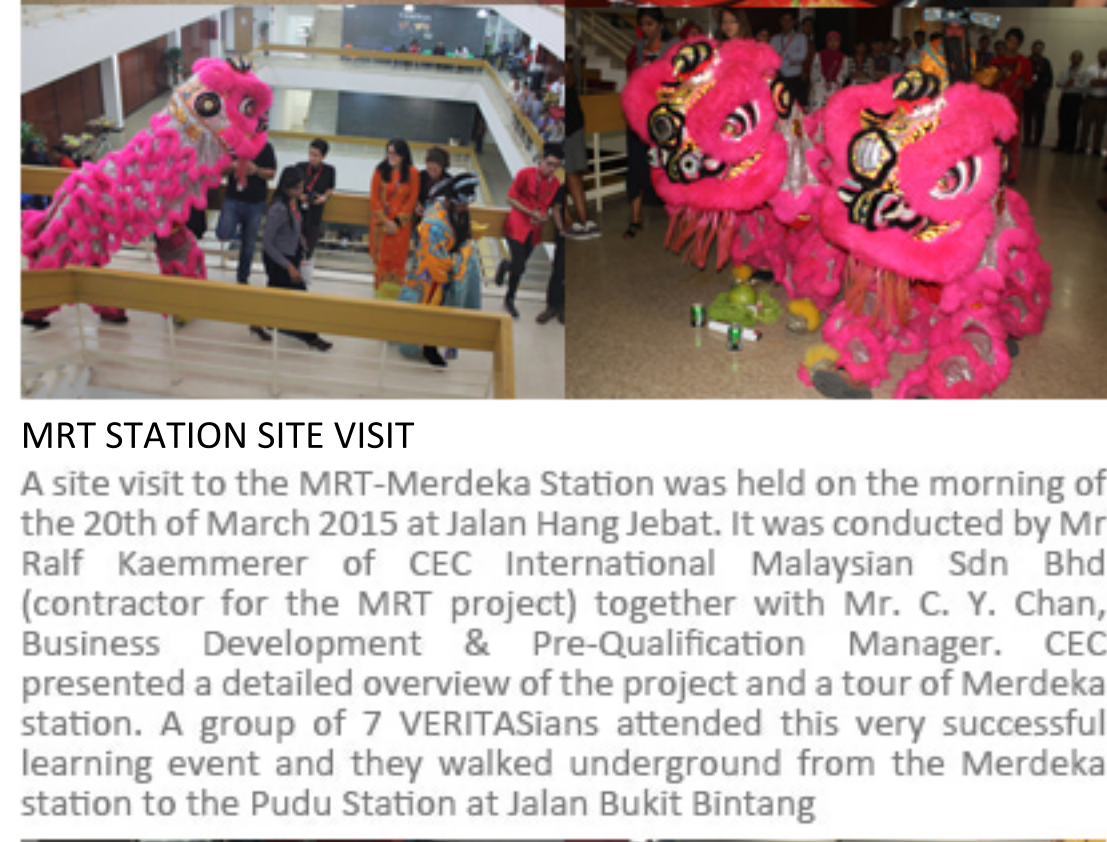 MRT STATION SITE VISIT
A site visit to the MRT-Merdeka Station was held on the morning of
the 20th of March 2015 at Jalan Hang Jebat. It was conducted by Mr
Ralf Kaemmerer of CEC International Malaysian Sdn Bhd
(contractor for the MRT project) together with Mr. C. Y. Chan,
Business Development & Pre-Qualification Manager. CEC
presented a detailed overview of the project and a tour of Merdeka
station. A group of 7 VERITASians attended this very successful
learning event and they walked underground from the Merdeka
station to the Pudu Station at Jalan Bukit Bintang